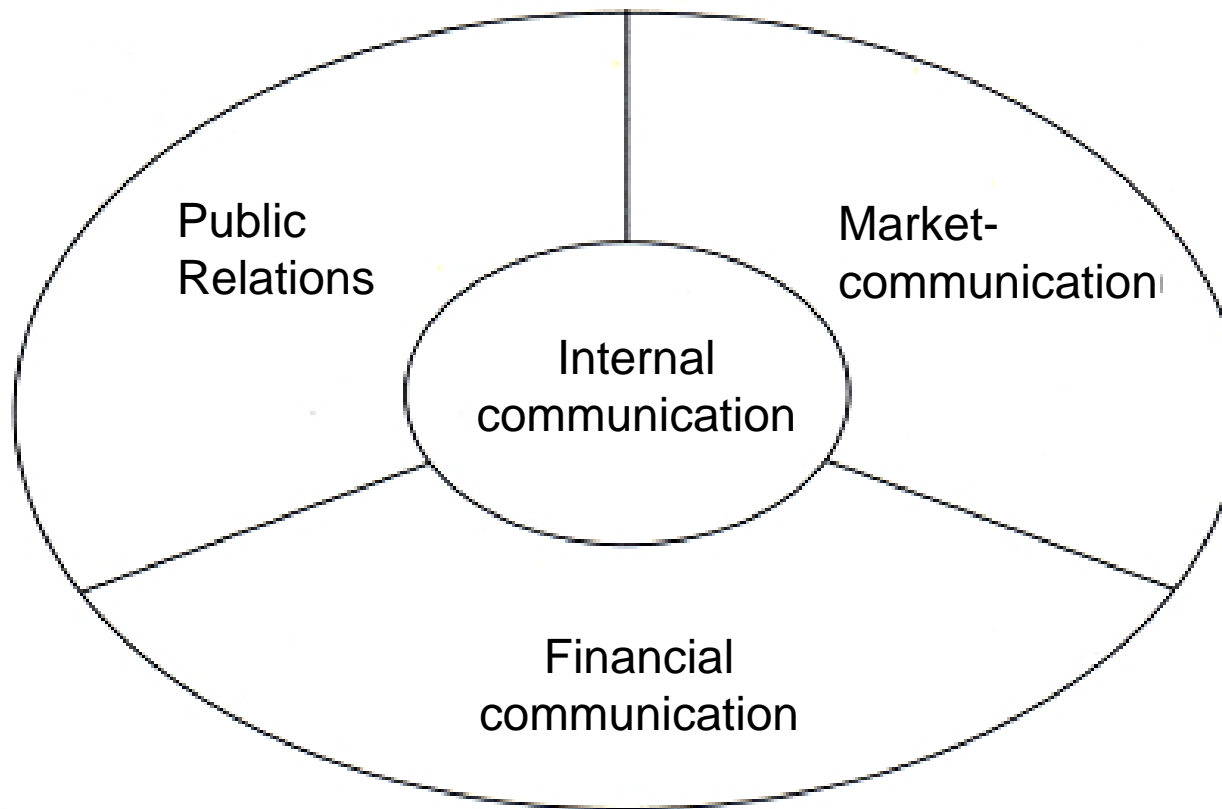 Public
Relations
Market-
communication
Internal
communication
Financial
communication